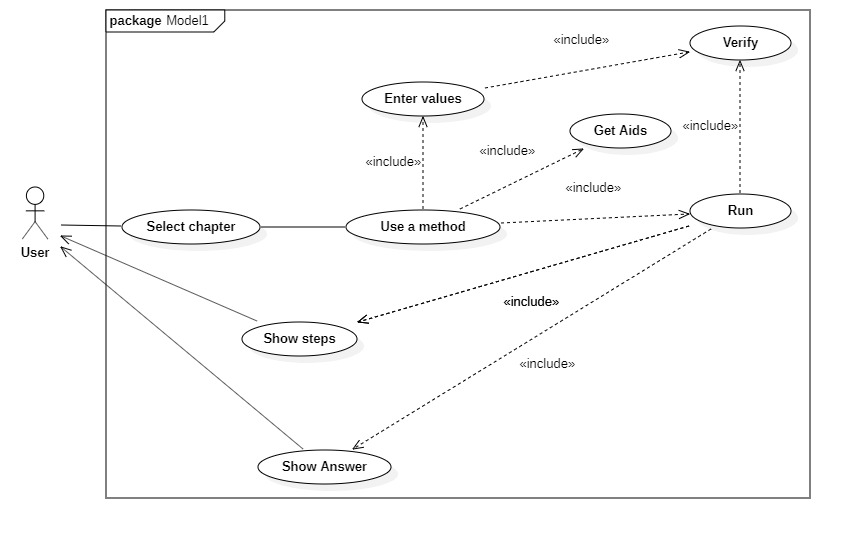 package Model1
«include»
Verify
Enter values
«include»
Get Aids
«include»
«include»
«include»
Run
Select chapter
Use a method
User
«include»
Show steps
«include»
Show Answer